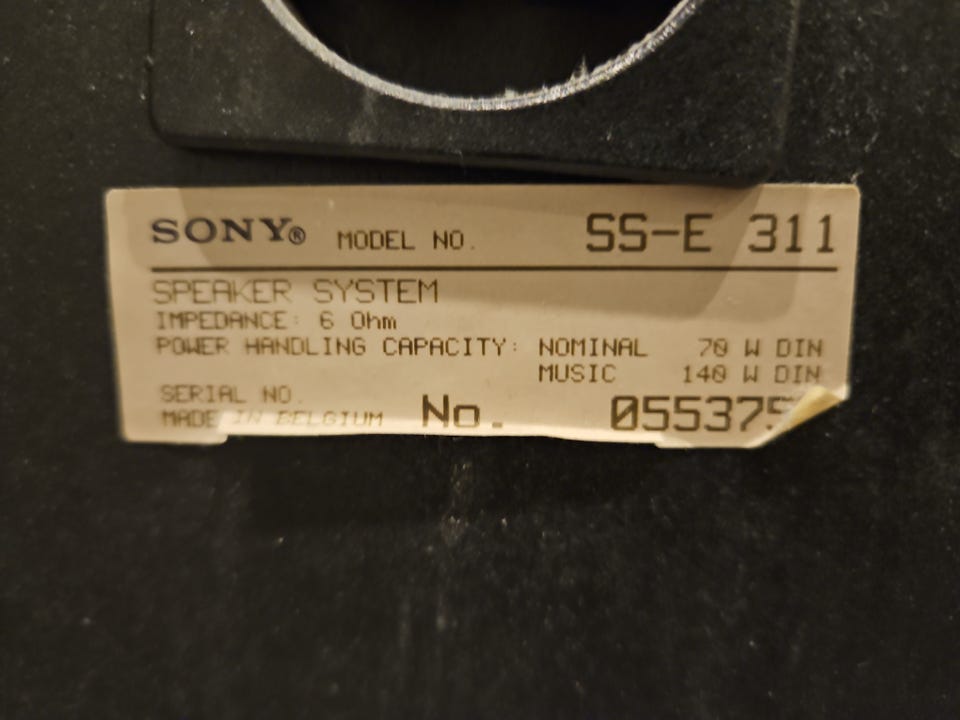 SONY® MODEL NO. SS-E 311
SPEAKER SYSTEM
IMPEDANCE: 6 Ohm
POWER HANDLING CAPACITY: NOMINAL 70 W DIN
MUSIC 140 W DIN
SERIAL NO.
MADE IN BELGIUM No.